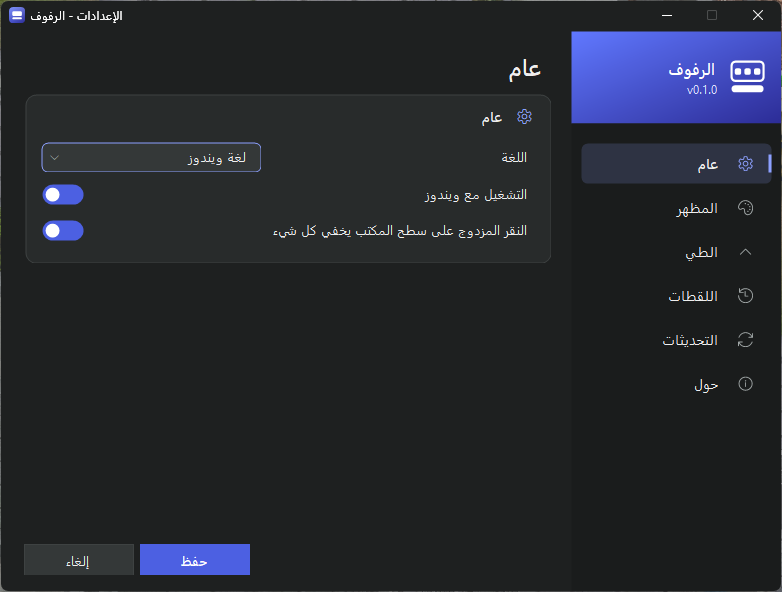 الإعدادات - الرفوف
الرفوف
v0.1.0
عام
المظهر
الطي
اللقطات
التحديثات
حول
عام
عام
اللغة
لغة ويندوز
التشغيل مع ويندوز
النقر المزدوج على سطح المكتب يخفي كل شيء
حفظ
إلغاء